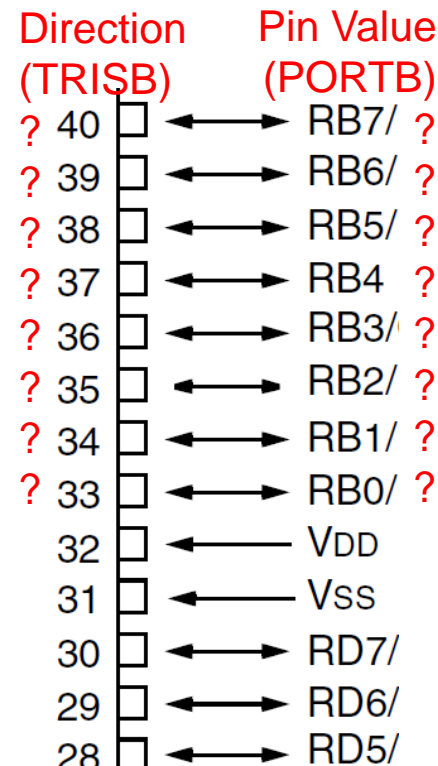 Direction Pin Value
(TRISB) (PORTB)
? 40 RB7/ ?
? 39 RB6/ ?
? 38 RB5/ ?
? 37 RB4 ?
? 36 RB3/ ?
? 35 RB2/ ?
? 34 RB1/ ?
? 33 RB0/ ?
32 VDD
31 VSS
30 RD7/
29 RD6/
28 RD5/